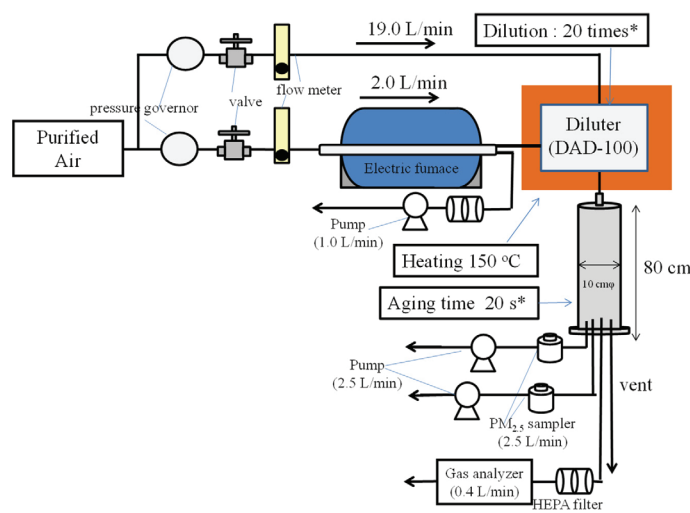 19.0 L/min
Dilution : 20 times*
2.0 L/min
flow meter
pressure governor
valve
Purified
Air
Electric fumace
Diluter
(DAD-100)
Pump
(1.0 L/min)
Heating 150 °C
80 cm
10 cmφ
Aging time 20 s*
Pump
(2.5 L/min)
vent
PM2.5 sampler
(2.5 L/min)
Gas analyzer
(0.4 L/min)
HEPA filter